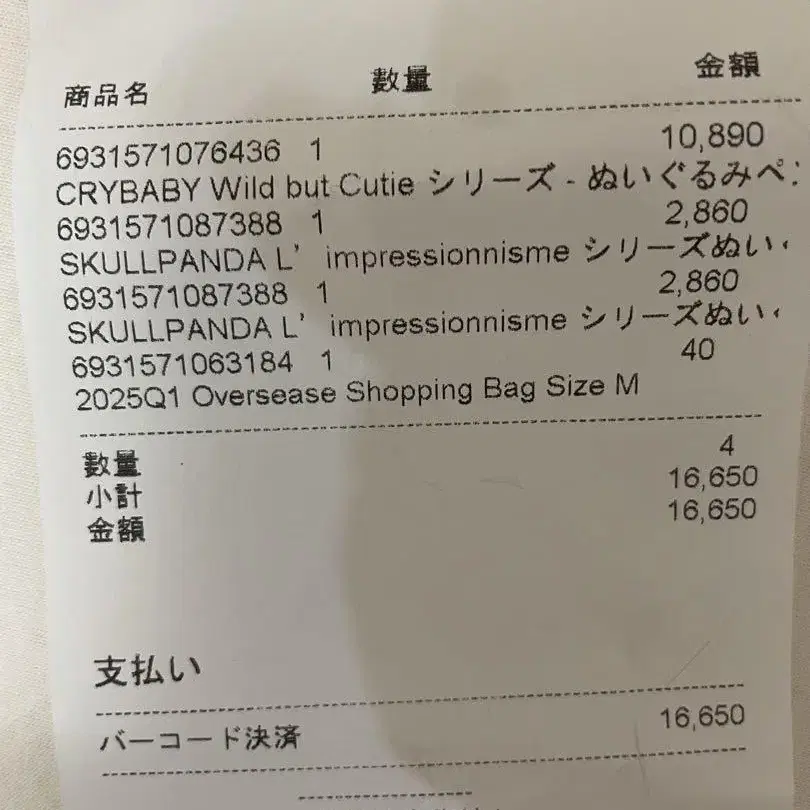 商品名 數量 金額
6931571076436 1 10,890
CRYBABY Wild but Cutie シリーズ - ぬいぐるみペ
6931571087388 1 2,860
SKULLPANDA L' impressionnisme シリーズぬい
6931571087388 1 2,860
SKULLPANDA L' impressionnisme シリーズぬい
6931571063184 1 40
2025Q1 Oversease Shopping Bag Size M
數量 4
小計 16,650
金額 16,650
支払い
バーコード決済 16,650